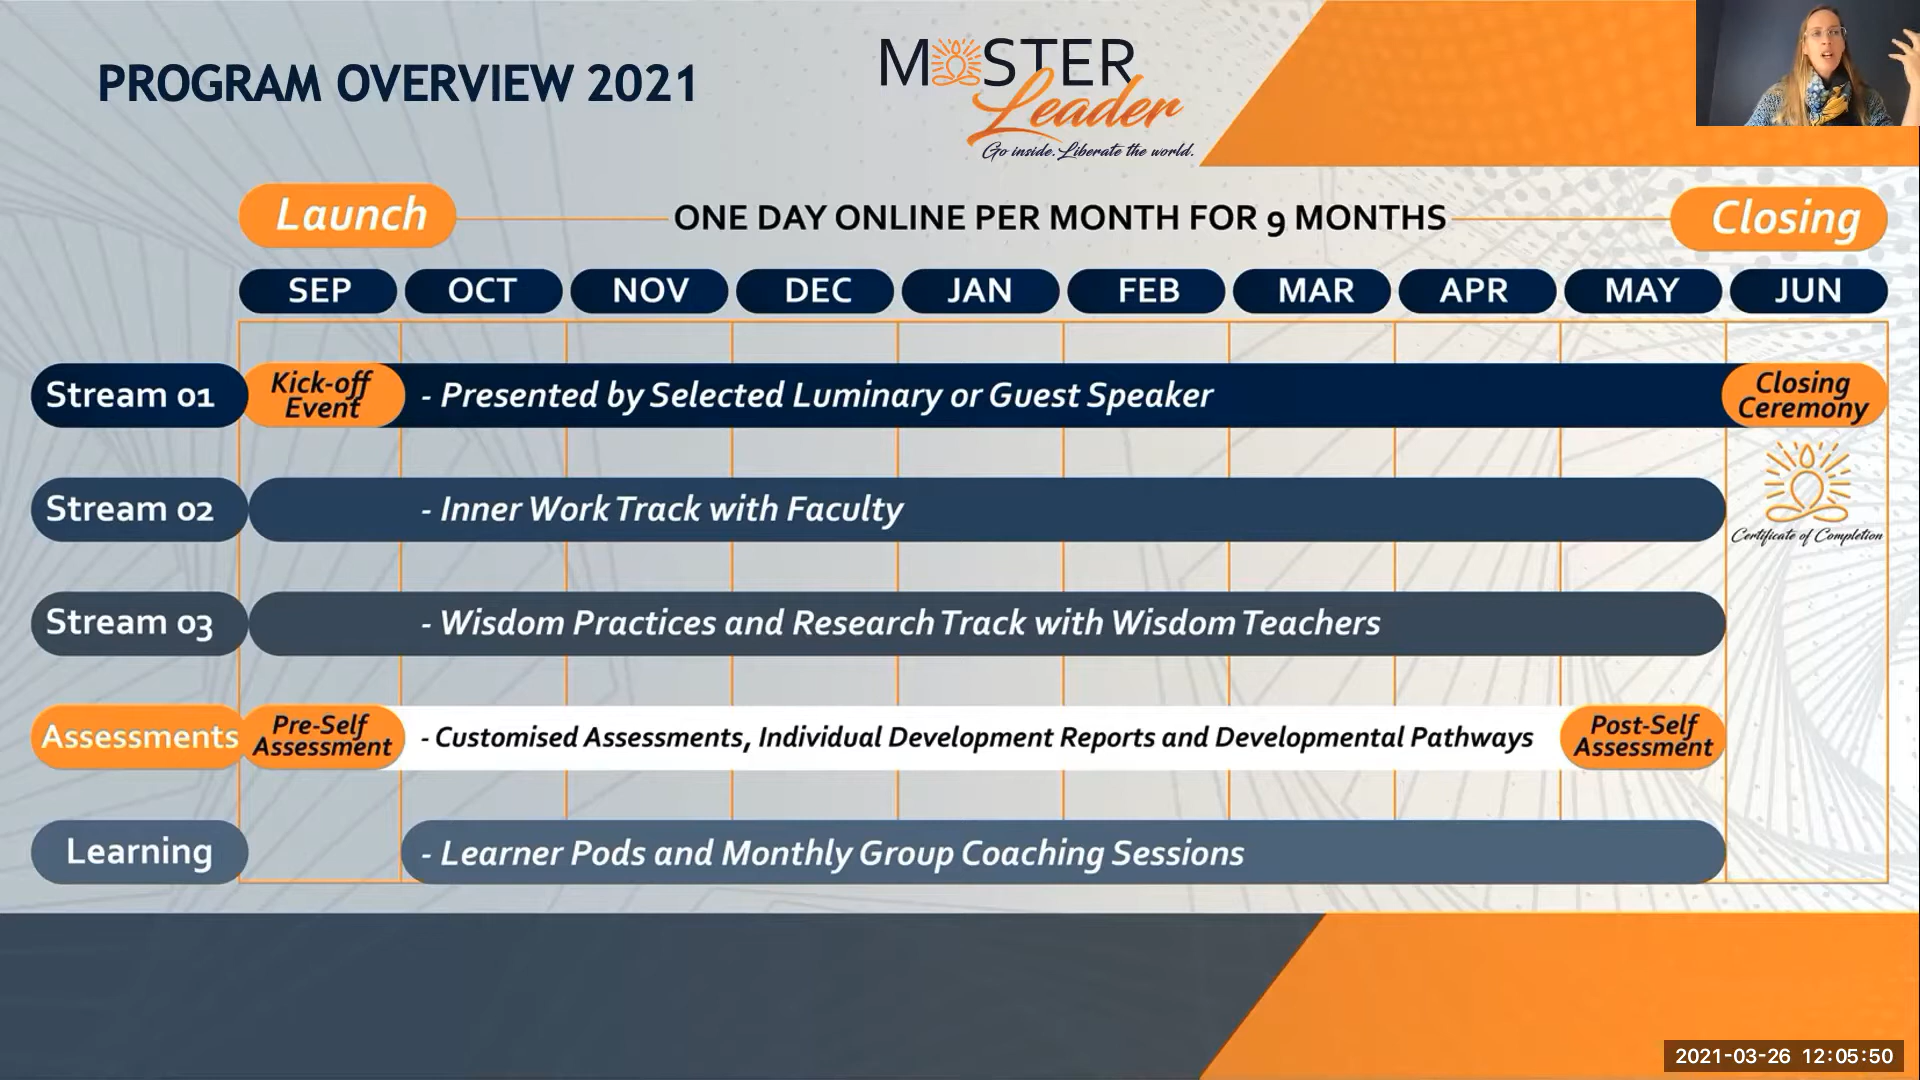 PROGRAM OVERVIEW 2021
MASTER
Leader
Go inside. Liberate the world.
Launch
ONE DAY ONLINE PER MONTH FOR 9 MONTHS
Closing
SEP OCT NOV DEC JAN FEB MAR APR MAY JUN
Stream 01
Kick-off
Event
- Presented by Selected Luminary or Guest Speaker
Closing
Ceremony
Stream 02
- Inner Work Track with Faculty
Certificate of Completion
Stream 03
- Wisdom Practices and Research Track with Wisdom Teachers
Assessments
Pre-Self
Assessment
- Customised Assessments, Individual Development Reports and Developmental Pathways
Post-Self
Assessment
Learning
- Learner Pods and Monthly Group Coaching Sessions
2021-03-26 12:05:50